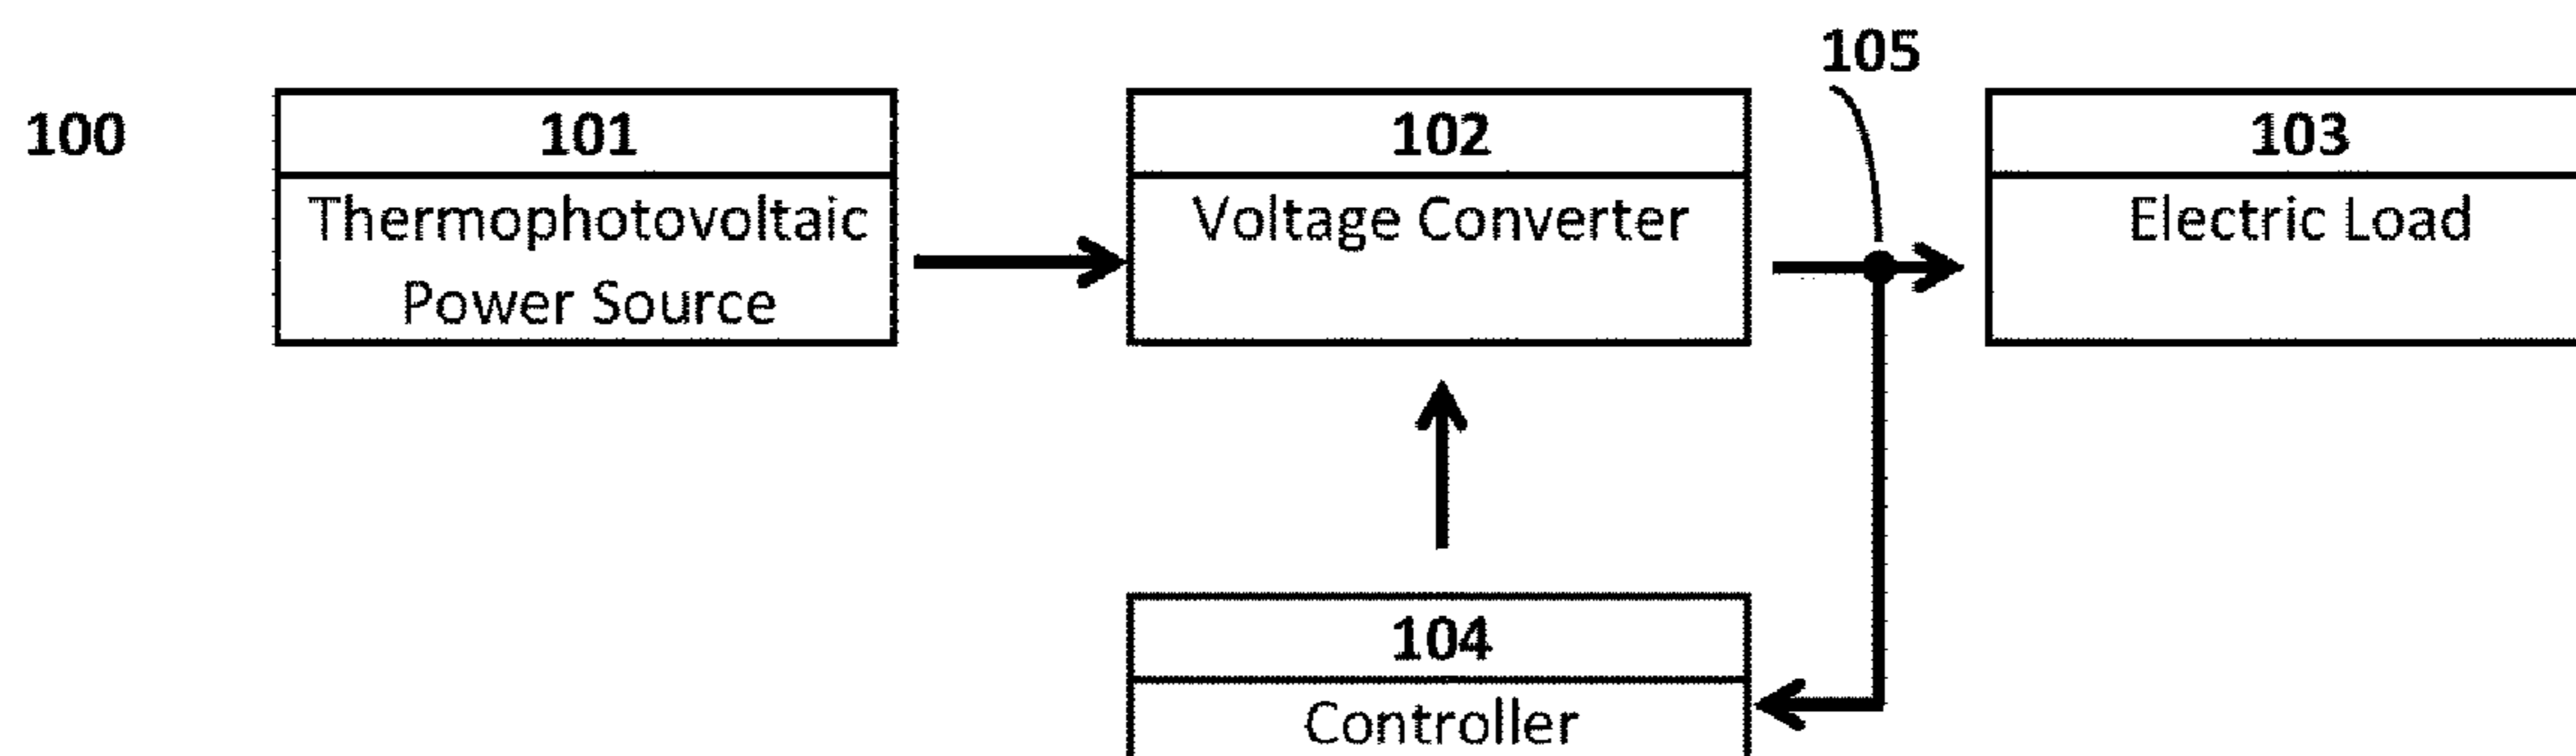 105
100
101
102
103
Thermophotovoltaic
Power Source
Voltage Converter
Electric Load
104
Controller